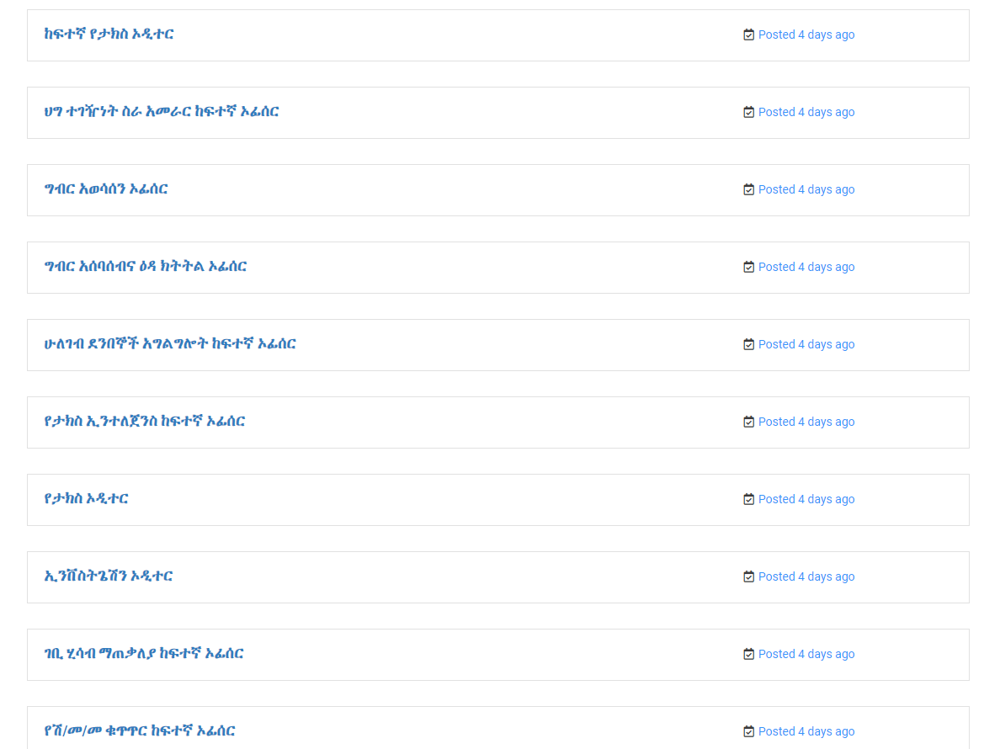 ከፍተኛ የታክስ ኦዲተር
Posted 4 days ago
ህግ ተገዥነት ስራ አመራር ከፍተኛ ኦፊሰር
Posted 4 days ago
ግብር አወሳሰን ኦፊሰር
Posted 4 days ago
ግብር አሰባሰብና ዕዳ ክትትል ኦፊሰር
Posted 4 days ago
ሁለገብ ደንበኞች አግልግሎት ከፍተኛ ኦፊሰር
Posted 4 days ago
የታክስ ኢንተለጀንስ ከፍተኛ ኦፊሰር
Posted 4 days ago
የታክስ ኦዲተር
Posted 4 days ago
ኢንቨስትጌሽን ኦዲተር
Posted 4 days ago
ገቢ ሂሳብ ማጠቃለያ ከፍተኛ ኦፊሰር
Posted 4 days ago
የሽ/መ/መ ቁጥጥር ከፍተኛ ኦፊሰር
Posted 4 days ago